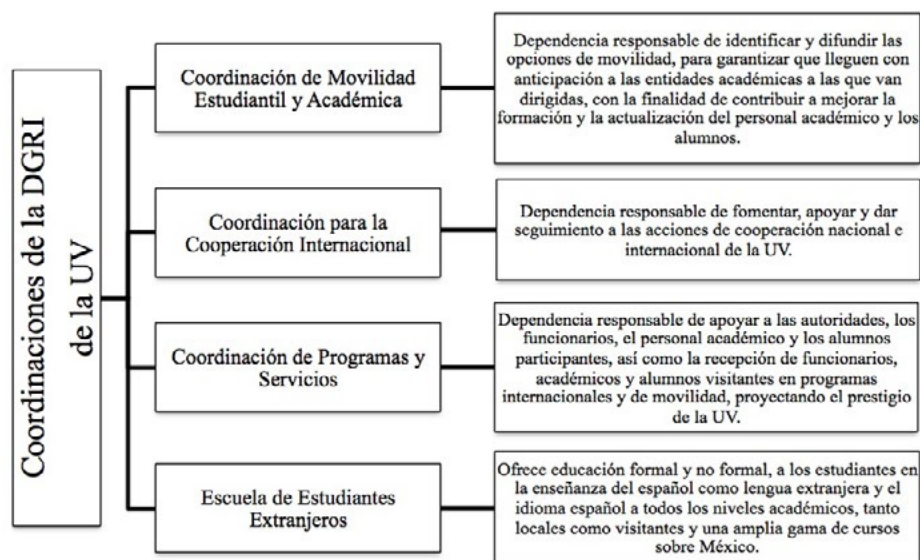 Coordinaciones de la DGRI
de la UV
Coordinación de Movilidad
Estudiantil y Académica
Dependencia responsable de identificar y difundir las
opciones de movilidad, para garantizar que lleguen con
anticipación a las entidades académicas a las que van
dirigidas, con la finalidad de contribuir a mejorar la
formación y la actualización del personal académico y los
alumnos.
Coordinación para la
Cooperación Internacional
Dependencia responsable de fomentar, apoyar y dar
seguimiento a las acciones de cooperación nacional e
internacional de la UV.
Coordinación de Programas y
Servicios
Dependencia responsable de apoyar a las autoridades, los
funcionarios, el personal académico y los alumnos
participantes, así como la recepción de funcionarios,
académicos y alumnos visitantes en programas
internacionales y de movilidad, proyectando el prestigio
de la UV.
Escuela de Estudiantes
Extranjeros
Ofrece educación formal y no formal, a los estudiantes en
la enseñanza del español como lengua extranjera y el
idioma español a todos los niveles académicos, tanto
locales como visitantes y una amplia gama de cursos
sobre México.